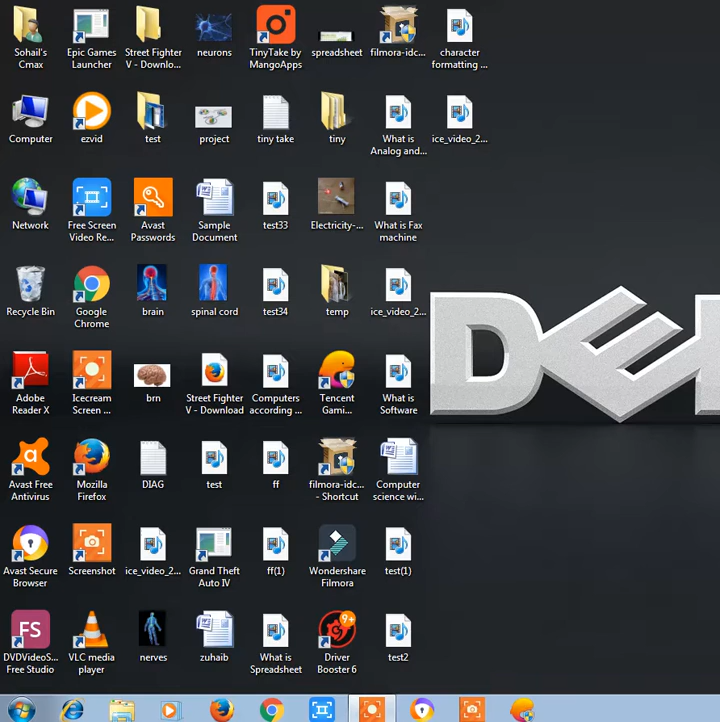 Sohail's
Cmax
Epic Games
Launcher
Street Fighter
V - Downlo...
neurons
TinyTake by
MangoApps
spreadsheet
filmora-idc...
character
formatting ...
Computer
ezvid
test
project
tiny take
tiny
What is
Analog and...
ice_video_2...
Network
Free Screen
Video Re...
Avast
Passwords
Sample
Document
test33
Electricity-...
What is Fax
machine
Recycle Bin
Google
Chrome
brain
spinal cord
test34
temp
ice_video_2...
Adobe
Reader X
Icecream
Screen ...
brn
Street Fighter
V - Download
Computers
according ...
Tencent
Gami...
What is
Software
Avast Free
Antivirus
Mozilla
Firefox
DIAG
test
ff
filmora-idc...
- Shortcut
Computer
science wi...
Avast Secure
Browser
Screenshot
ice_video_2...
Grand Theft
Auto IV
ff(1)
Wondershare
Filmora
test(1)
FS
DVDVideoS...
Free Studio
VLC media
player
nerves
zuhaib
What is
Spreadsheet
9+
Driver
Booster 6
test2
DEL